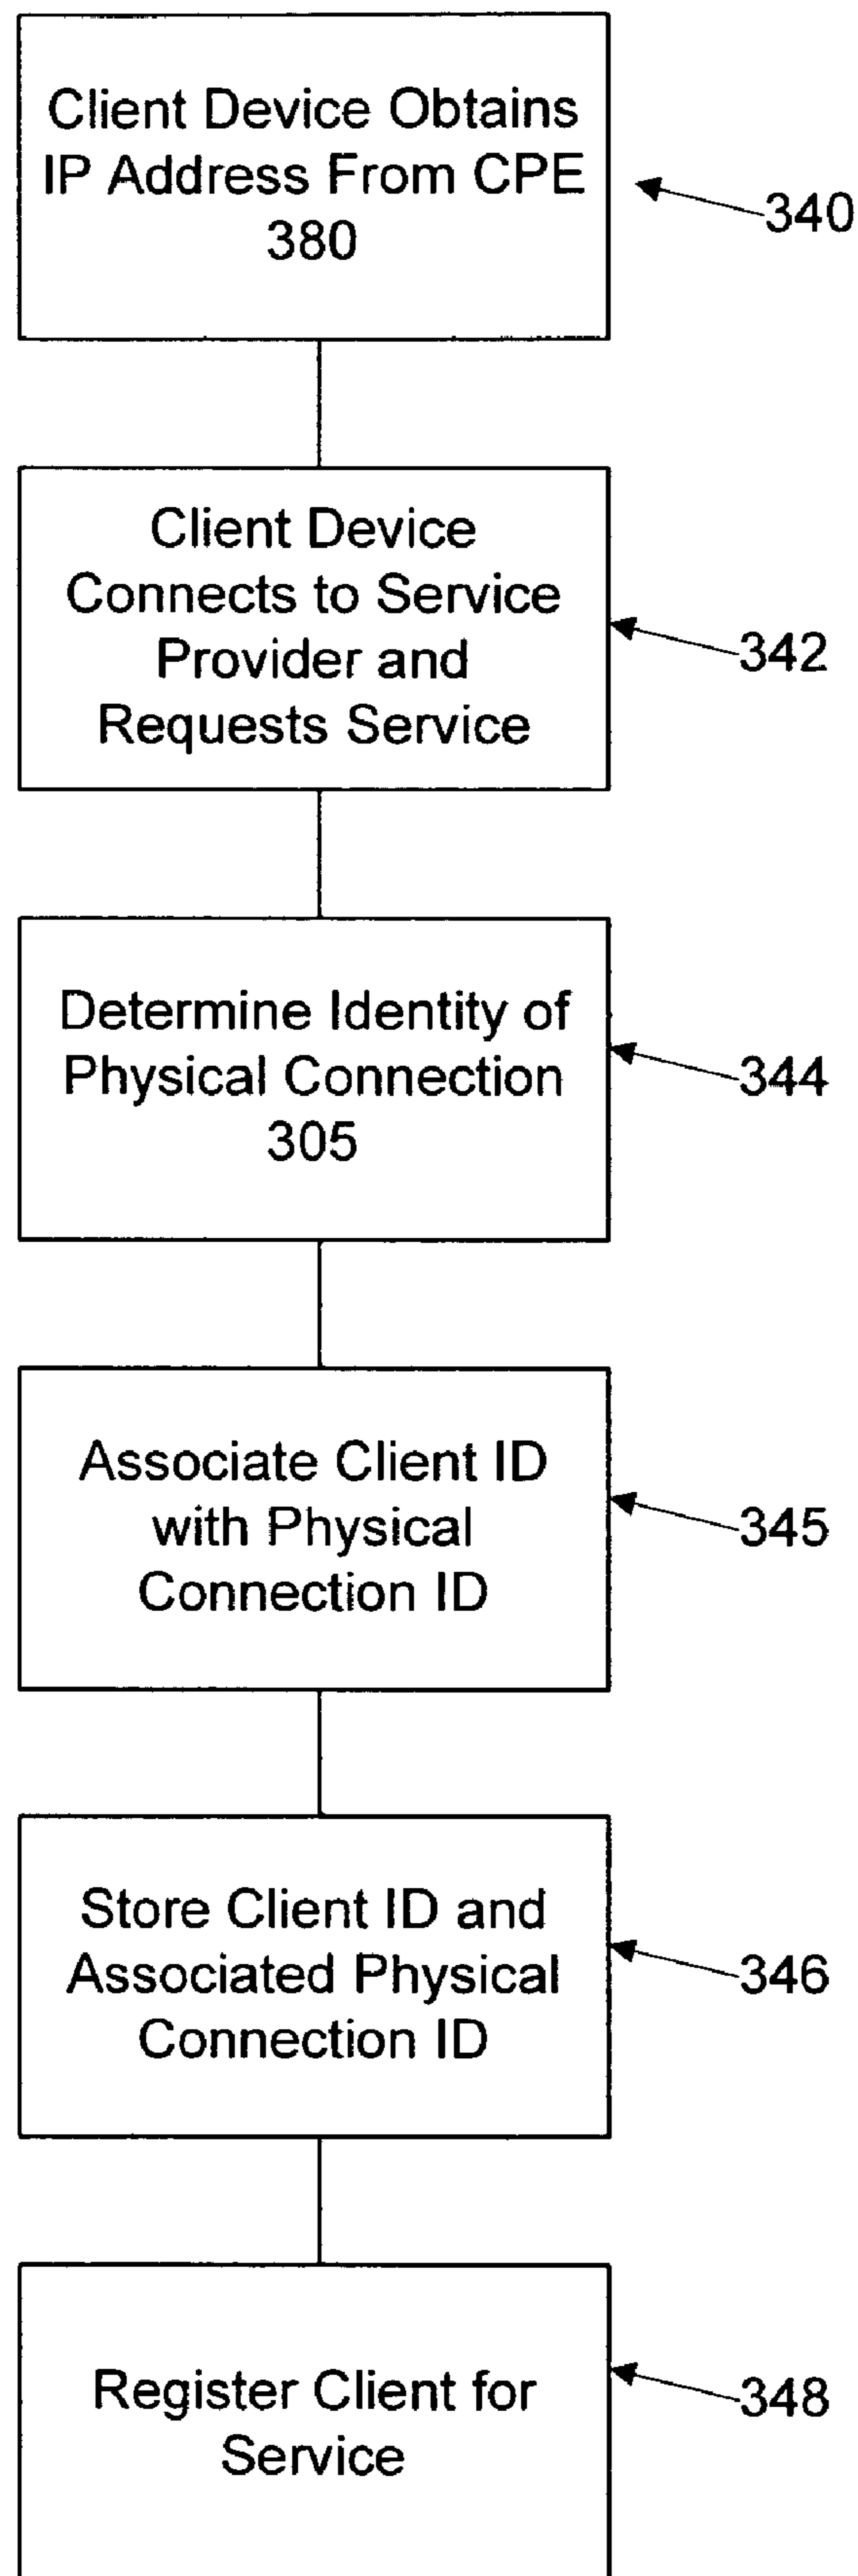 Client Device Obtains
IP Address From CPE
380
340
Client Device
Connects to Service
Provider and
Requests Service
342
Determine Identity of
Physical Connection
305
344
Associate Client ID
with Physical
Connection ID
345
Store Client ID and
Associated Physical
Connection ID
346
Register Client for
Service
348